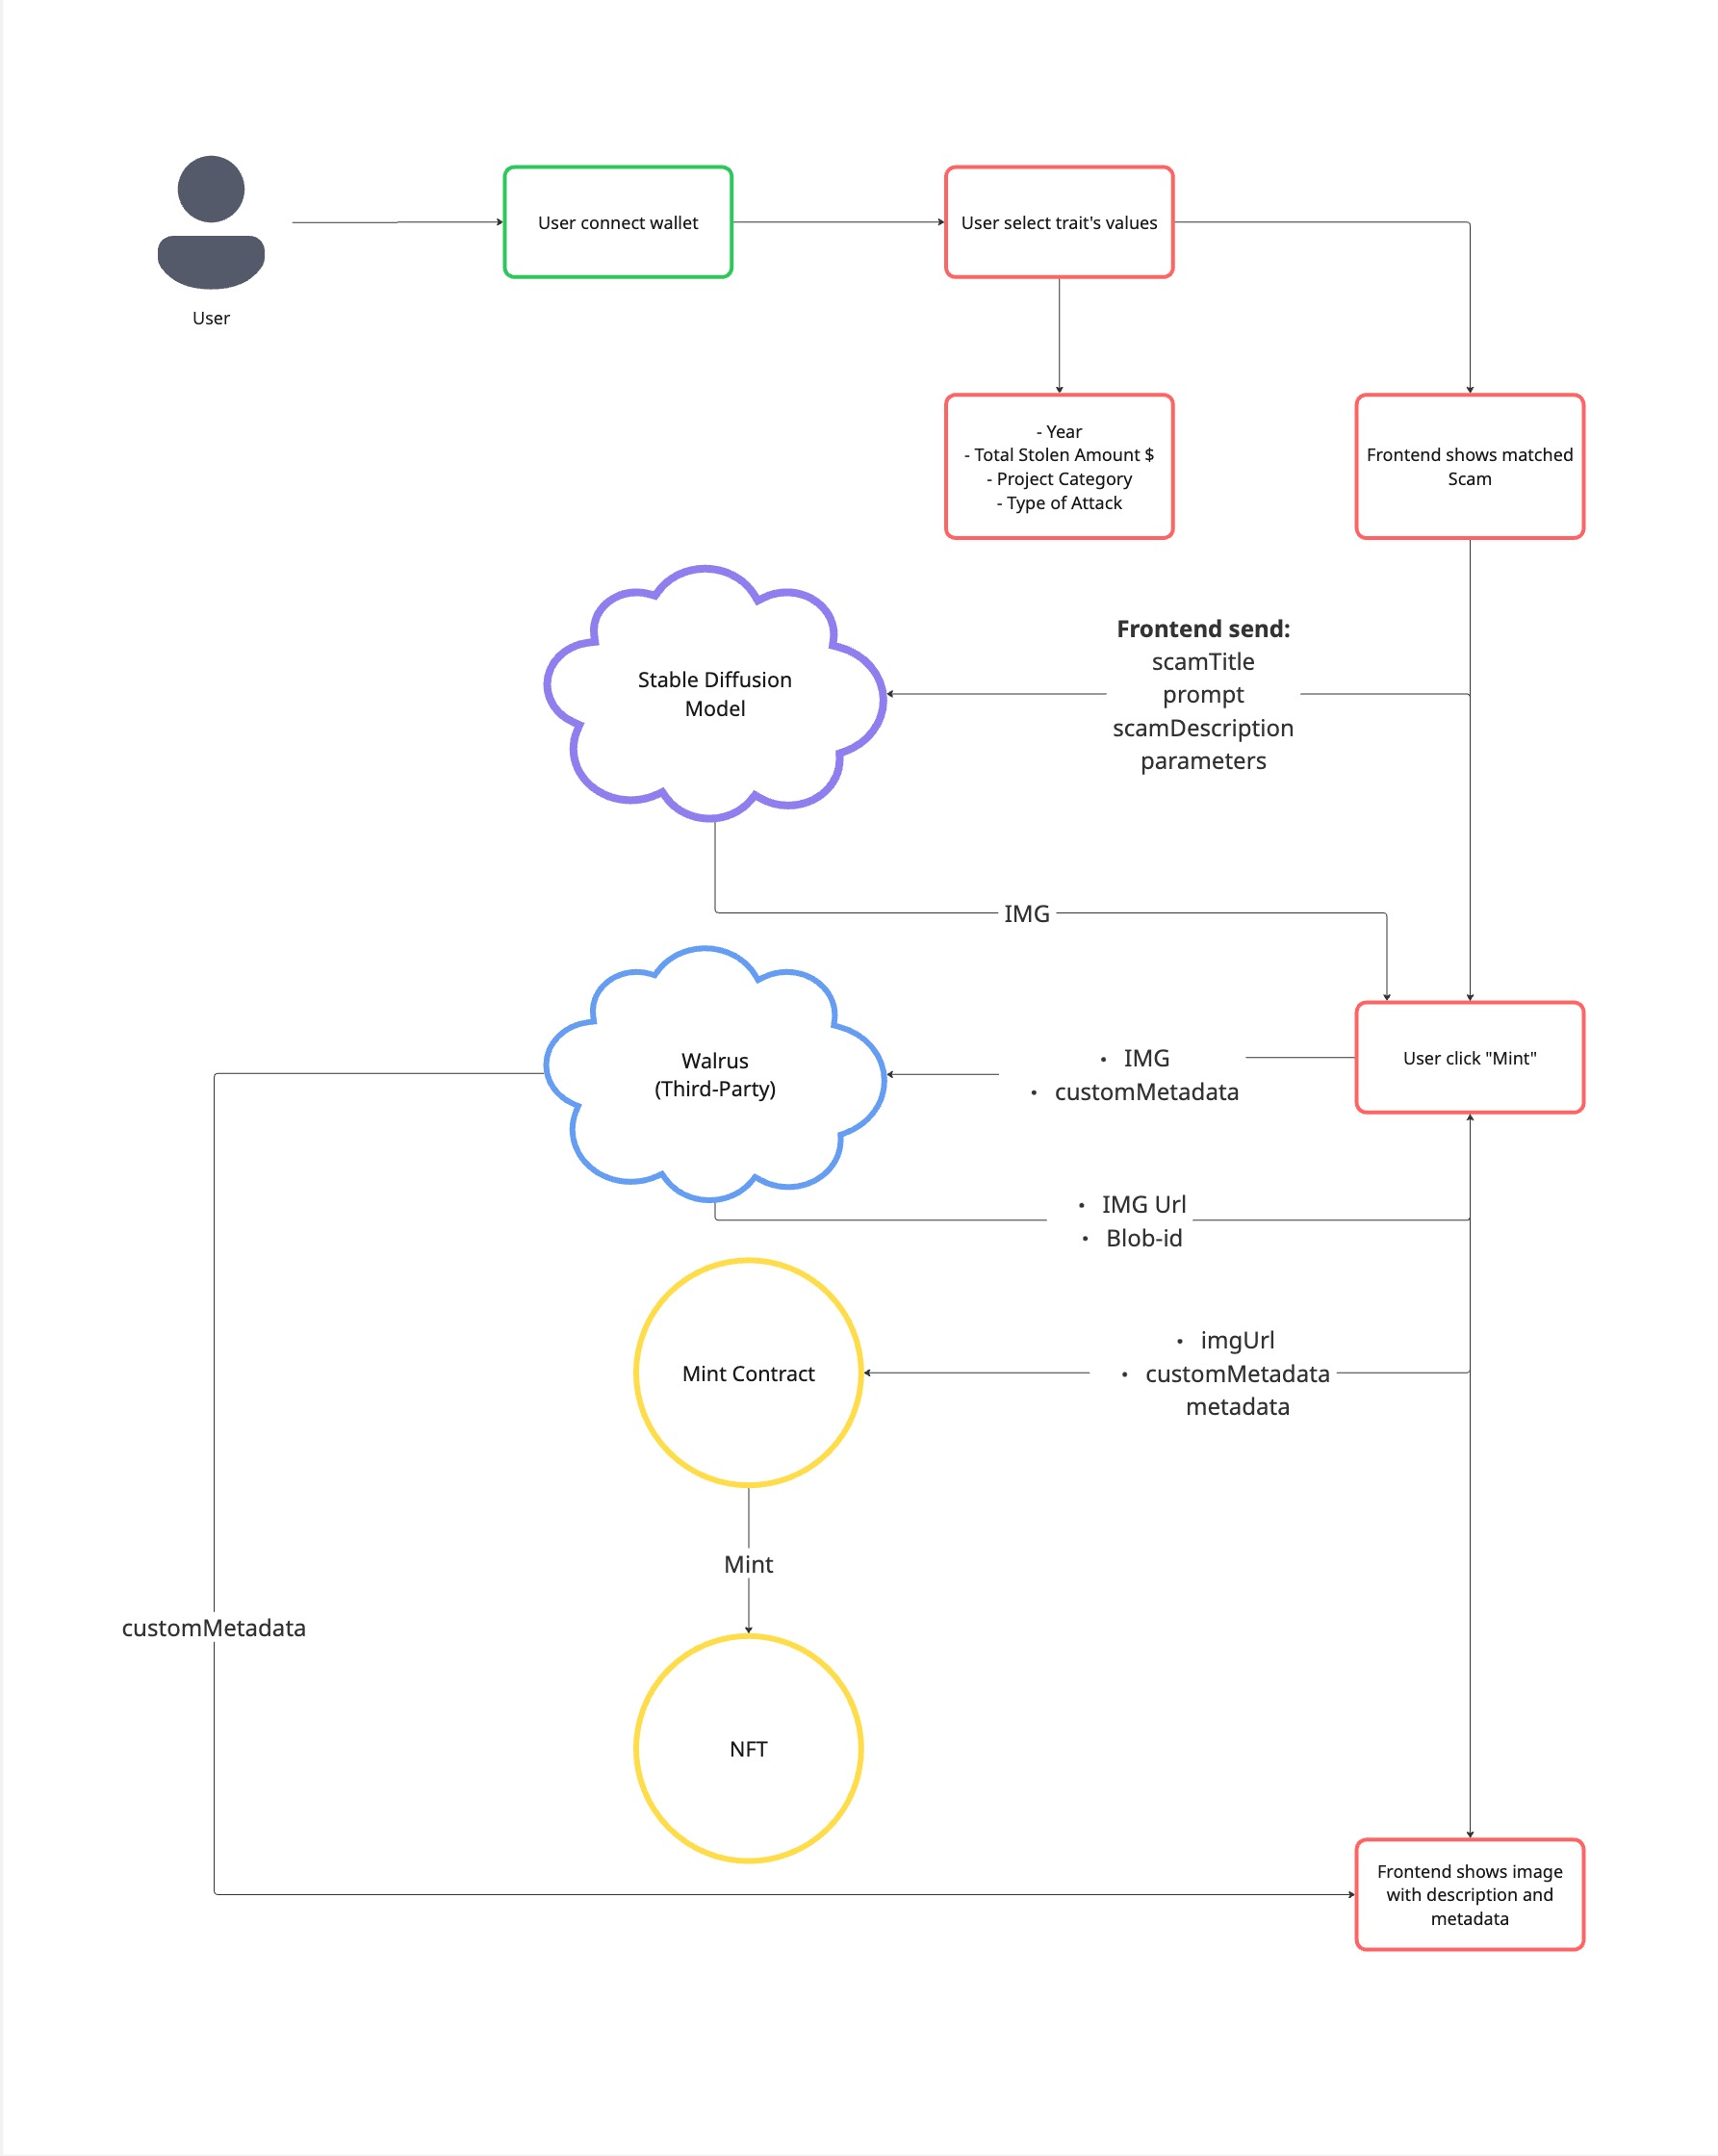 User connect wallet
User select trait's values
User
- Year
- Total Stolen Amount $
- Project Category
- Type of Attack
Frontend shows matched
Scam
Frontend send:
scamTitle
prompt
scamDescription
parameters
Stable Diffusion
Model
IMG
Walrus
(Third-Party)
• IMG
• customMetadata
User click "Mint"
• IMG Url
• Blob-id
• imgUrl
• customMetadata
metadata
Mint Contract
Mint
customMetadata
NFT
Frontend shows image
with description and
metadata